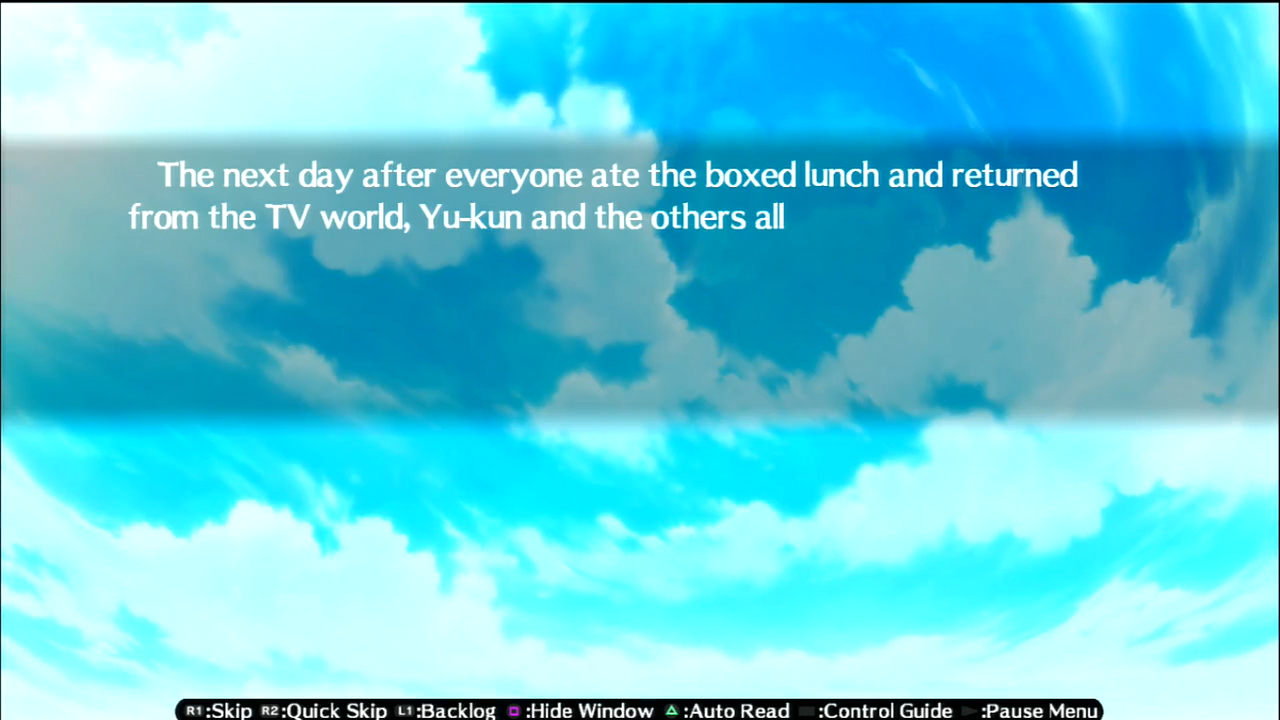 The next day after everyone ate the boxed lunch and returned
from the TV world, Yu-kun and the others all
R1:Skip R2:Quick Skip L1:Backlog :Hide Window :Auto Read :Control Guide :Pause Menu